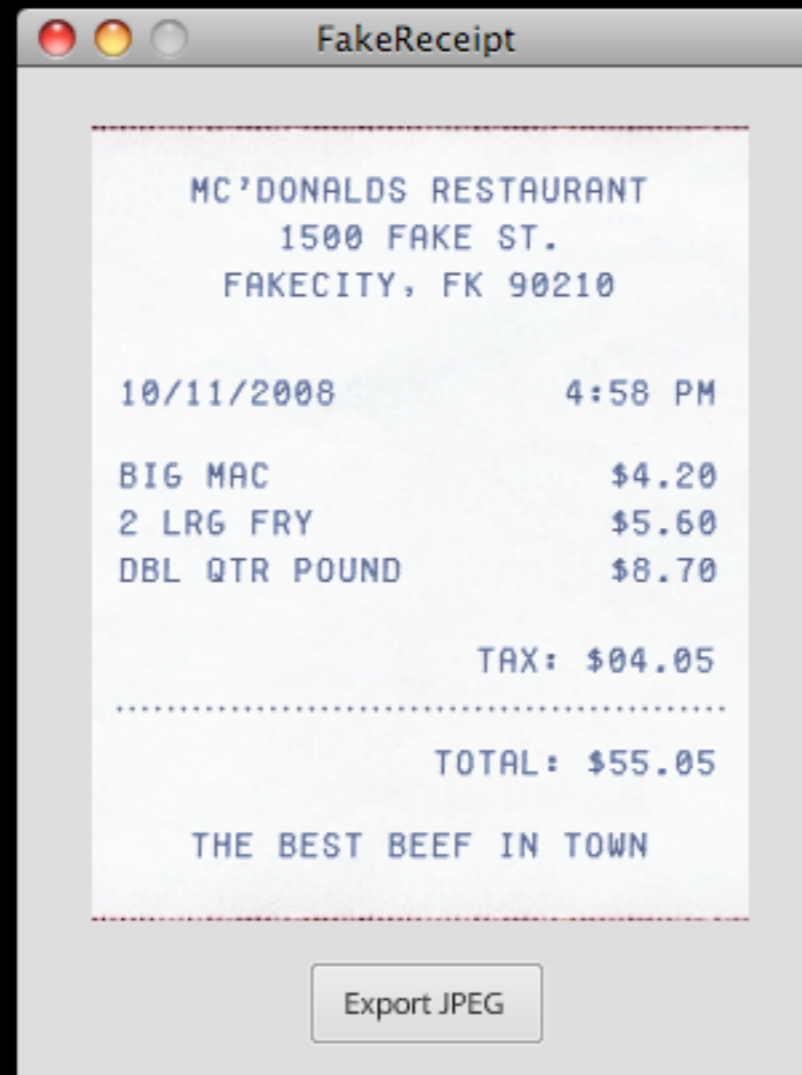 FakeReceipt
MC'DONALDS RESTAURANT
1500 FAKE ST.
FAKECITY, FK 90210
10/11/2008 4:58 PM
BIG MAC $4.20
2 LRG FRY $5.60
DBL QTR POUND $8.70
TAX: $04.05
TOTAL: $55.05
THE BEST BEEF IN TOWN
Export JPEG